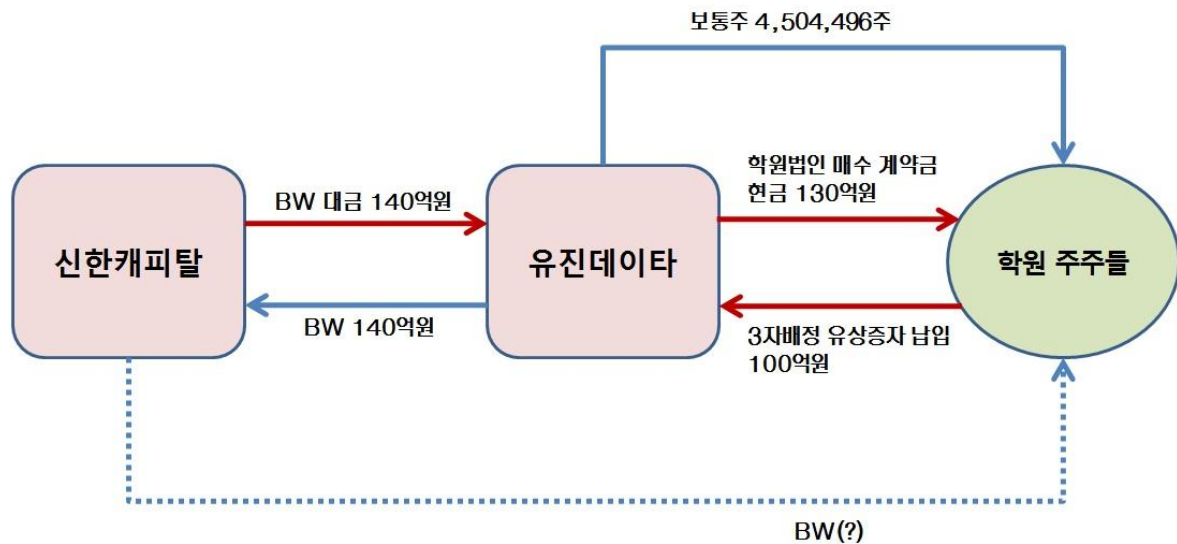 보통주 4,504,496주
신한캐피탈
BW 대금 140억원
BW 140억원
유진데이타
학원법인 매수 계약금
현금 130억원
3자배정 유상증자 납입
100억원
학원 주주들
BW(?)